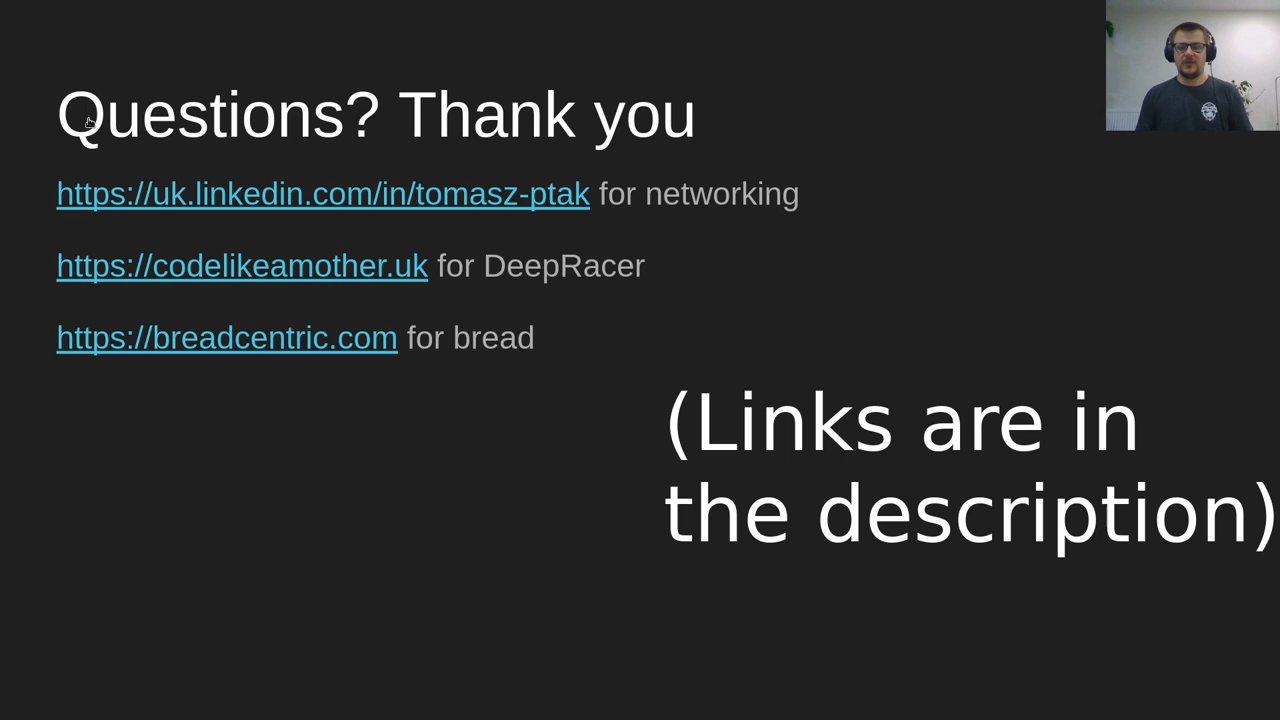 Questions? Thank you
https://uk.linkedin.com/in/tomasz-ptak for networking
https://codelikeamother.uk for DeepRacer
https://breadcentric.com for bread
(Links are in
the description)